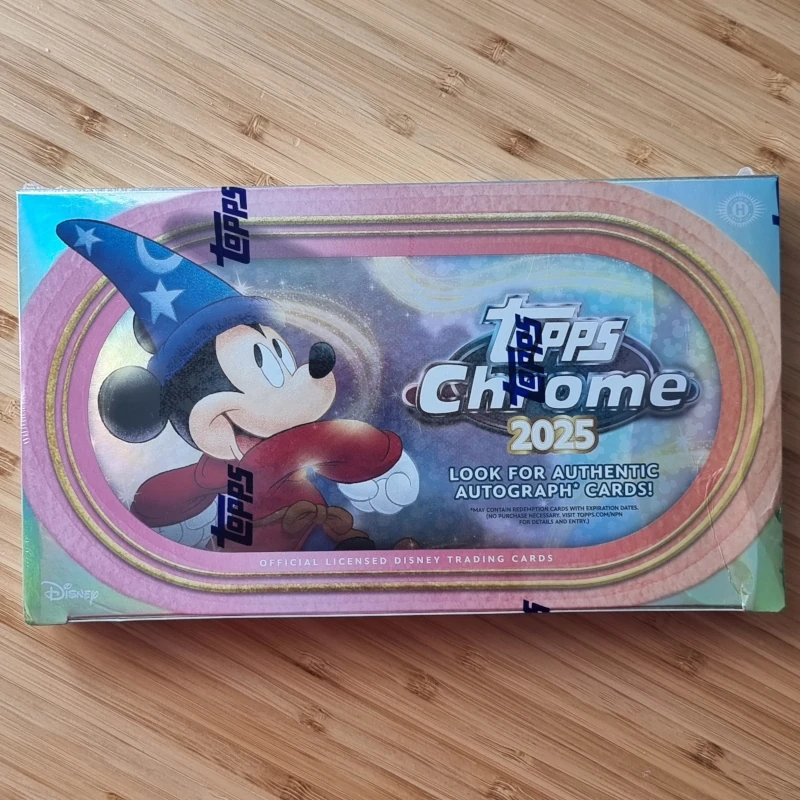 TOPPS
TOPPS
Chrome
2025
LOOK FOR AUTHENTIC
AUTOGRAPH* CARDS!
*MAY CONTAIN REDEMPTION CARDS WITH EXPIRATION DATES.
(NO PURCHASE NECESSARY. VISIT TOPPS.COM/NPN
FOR DETAILS AND ENTRY.)
TOPPS
TOPPS
OFFICIAL LICENSED DISNEY TRADING CARDS
DISNEY